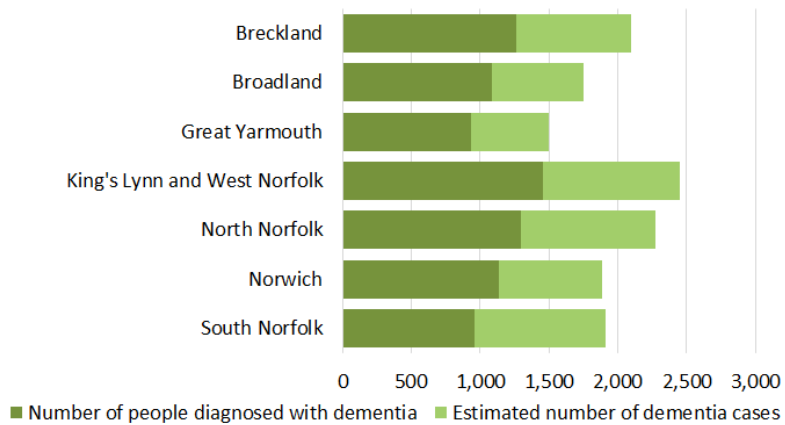 Breckland
Broadland
Great Yarmouth
King's Lynn and West Norfolk
North Norfolk
Norwich
South Norfolk
0 500 1,000 1,500 2,000 2,500 3,000
Number of people diagnosed with dementia Estimated number of dementia cases